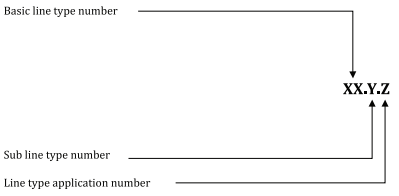 Basic line type number
XX.Y.Z
Sub line type number
Line type application number